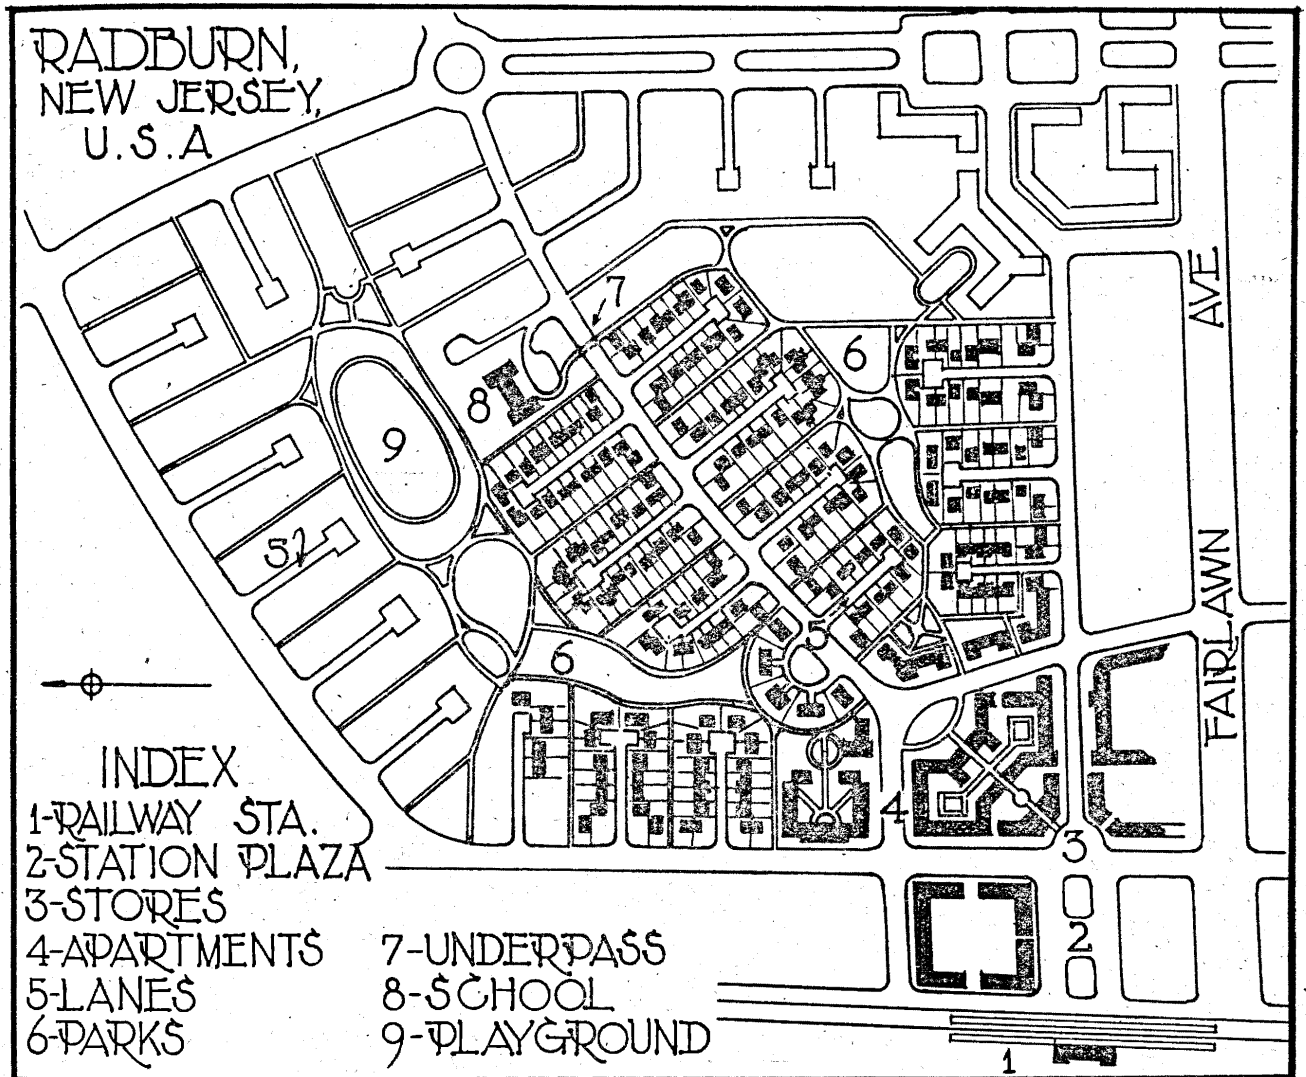 RADBURN,
NEW JERSEY,
U.S.A
7
6
8
9
5
5
6
AVE
FAIRLAWN
4
3
2
1
INDEX
1-RAILWAY STA.
2-STATION PLAZA
3-STORES
4-APARTMENTS
5-LANES
6-PARKS
7-UNDERPASS
8-SCHOOL
9-PLAYGROUND